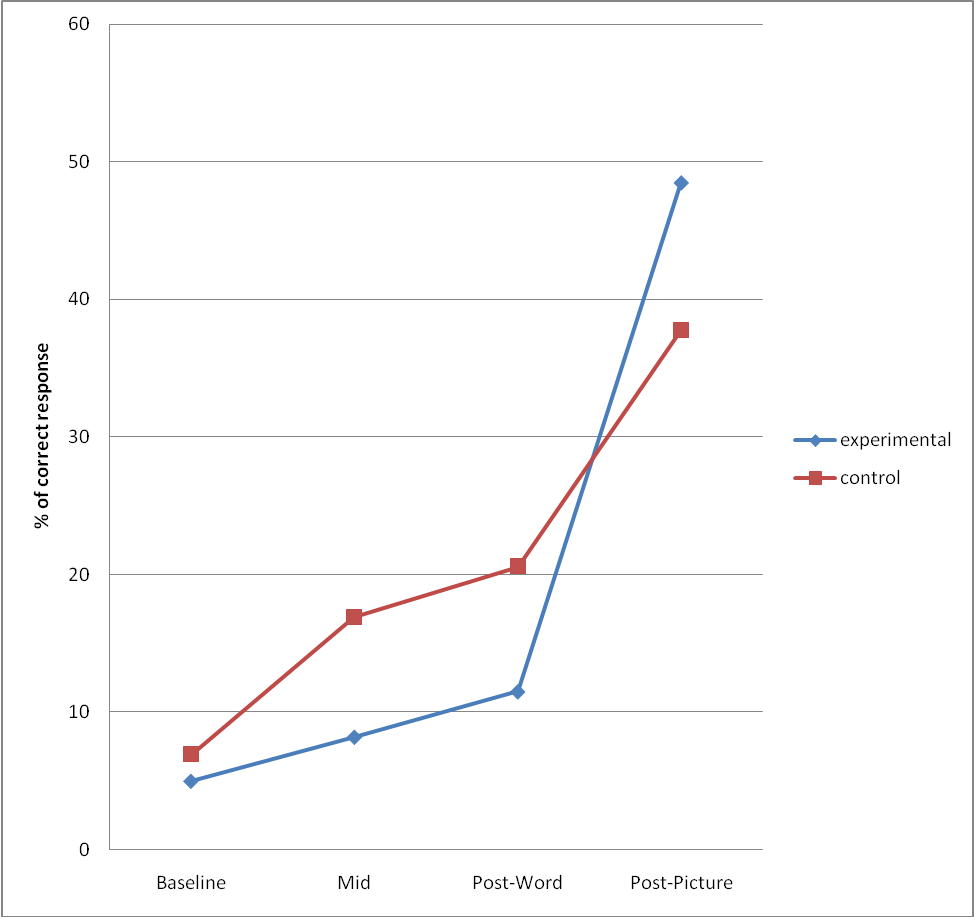 60
50
40
30
20
10
0
% of correct response
Baseline Mid Post-Word Post-Picture
experimental
control